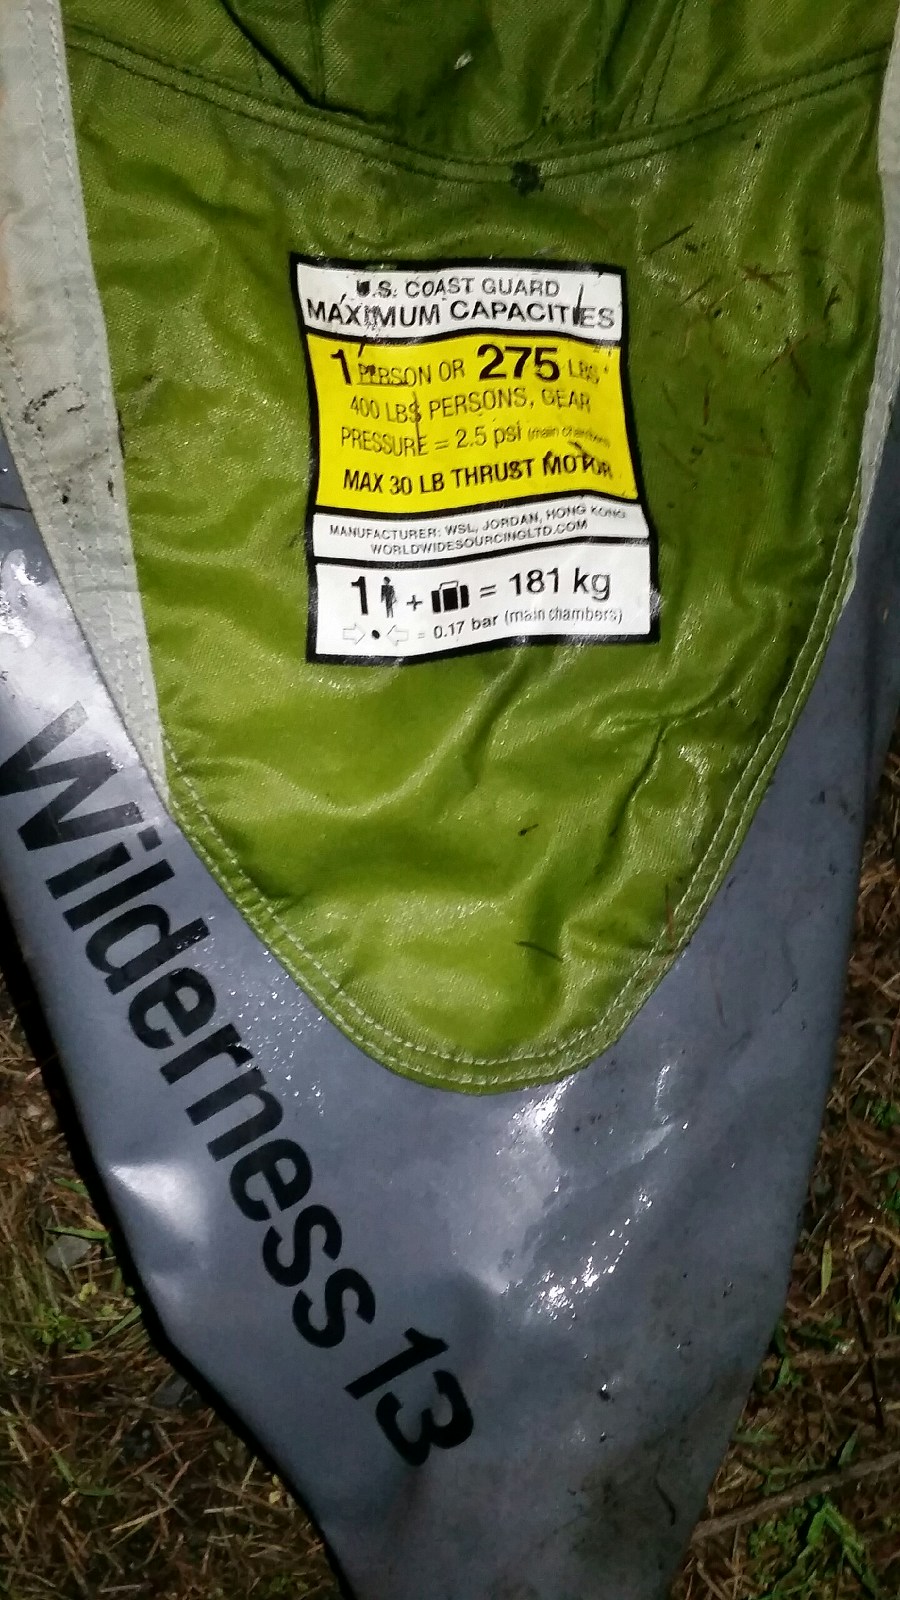 U.S. COAST GUARD
MAXIMUM CAPACITIES
1 PERSON OR 275 LBS
400 LBS PERSONS, GEAR
PRESSURE = 2.5 psi (main chambers)
MAX 30 LB THRUST MOTOR
MANUFACTURER: WSL, JORDAN, HONG KONG
WORLDWIDESOURCINGLTD.COM
1 + = 181 kg
= 0.17 bar (main chambers)
Wilderness 13